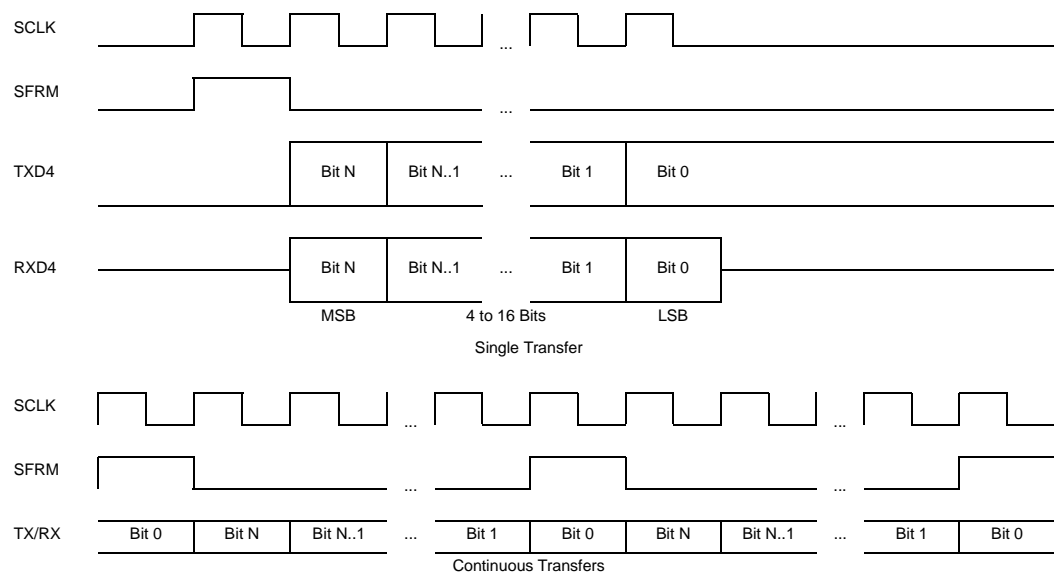 SCLK
...
SFRM
...
TXD4 Bit N Bit N..1 ... Bit 1 Bit 0
RXD4 Bit N Bit N..1 ... Bit 1 Bit 0
MSB 4 to 16 Bits LSB
Single Transfer
SCLK
... ...
SFRM
... ...
TX/RX Bit 0 Bit N Bit N..1 ... Bit 1 Bit 0 Bit N Bit N..1 ... Bit 1 Bit 0
Continuous Transfers